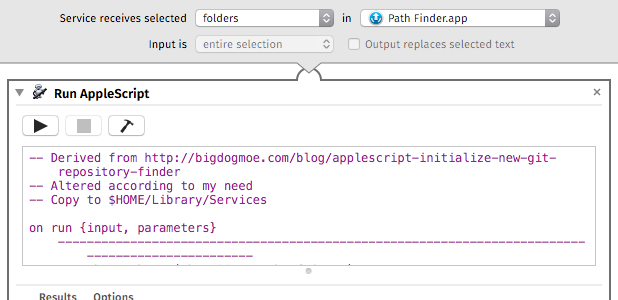 Service receives selected folders in Path Finder.app
Input is entire selection Output replaces selected text
Run AppleScript
-- Derived from http://bigdogmoe.com/blog/applescript-initialize-new-git-
repository-finder
-- Altered according to my need
-- Copy to $HOME/Library/Services
on run {input, parameters}
Results Options